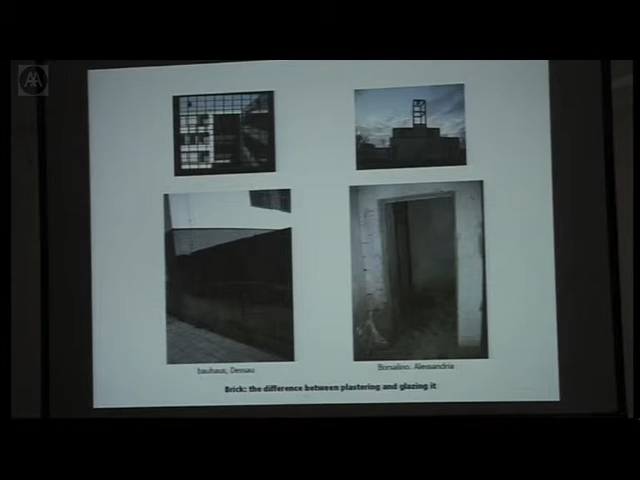 AA
bauhaus, Dessau
Borsalino. Alessandria
Brick: the difference between plastering and glazing it